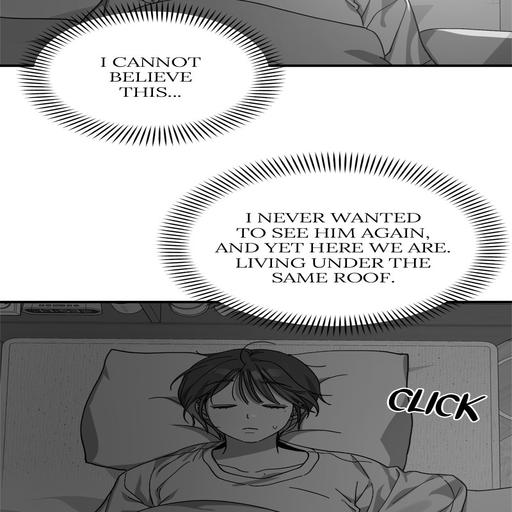 I CANNOT
BELIEVE
THIS...
I NEVER WANTED
TO SEE HIM AGAIN,
AND YET HERE WE ARE.
LIVING UNDER THE
SAME ROOF.
CLICK